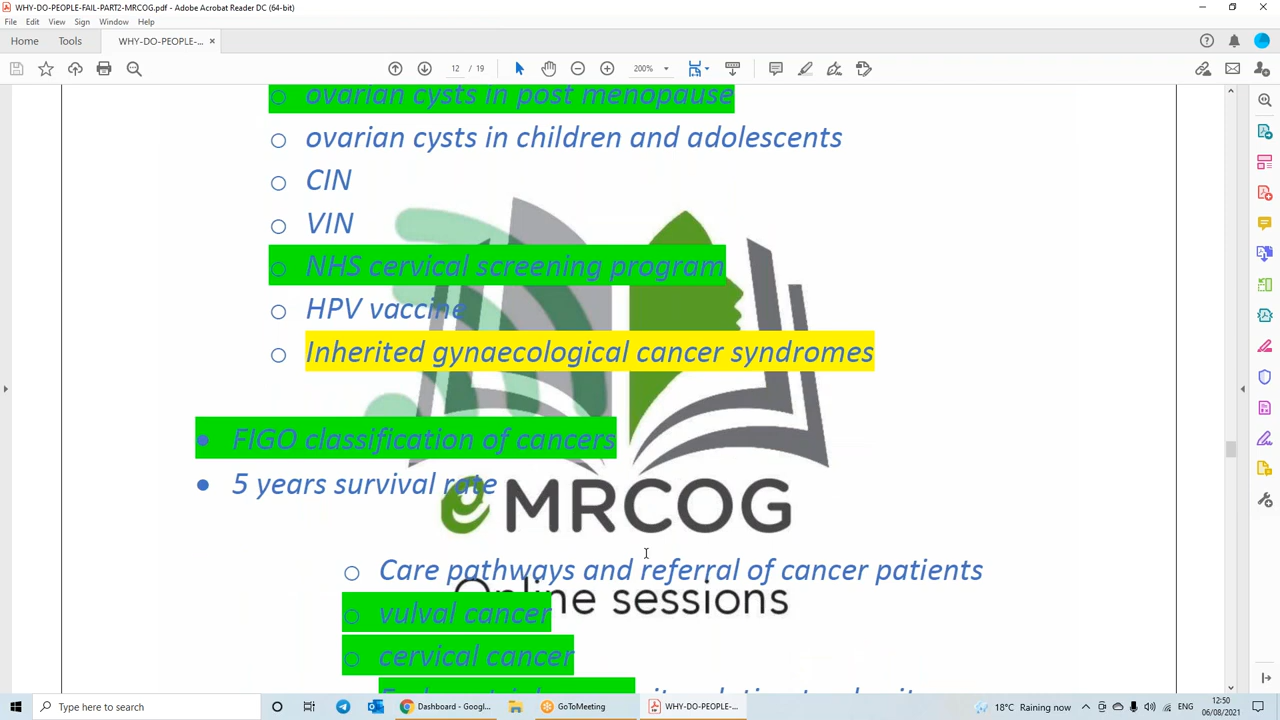 WHY-DO-PEOPLE-FAIL-PART2-MRCOG.pdf - Adobe Acrobat Reader DC (64-bit)
File Edit View Sign Window Help
Home Tools WHY-DO-PEOPLE-... ×
12 / 19 200%
ovarian cysts in post menopause
ovarian cysts in children and adolescents
CIN
VIN
NHS cervical screening program
HPV vaccine
Inherited gynaecological cancer syndromes
FIGO classification of cancers
5 years survival rate
eMRCOG
Care pathways and referral of cancer patients
Online sessions
vulval cancer
cervical cancer
Type here to search Dashboard - Googl... GoToMeeting WHY-DO-PEOPLE-... 18°C Raining now ENG 12:50
06/08/2021